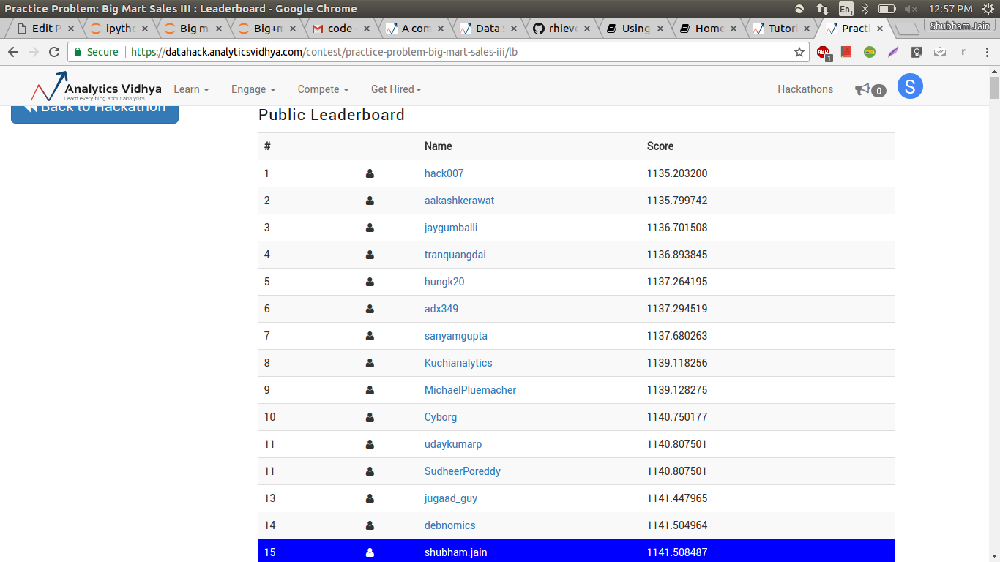 Practice Problem: Big Mart Sales III : Leaderboard - Google Chrome
En1 12:57 PM
Edit P ipytho Big m Big+m code - A com Data S rhieve Using Home Tutori Practi Shubham Jain
Secure https://datahack.analyticsvidhya.com/contest/practice-problem-big-mart-sales-iii/lb ABP 1 r
Analytics Vidhya Learn Engage Compete Get Hired Hackathons 0 S
Learn everything about analytics
Back to Hackathon
Public Leaderboard
# Name Score
1 hack007 1135.203200
2 aakashkerawat 1135.799742
3 jaygumballi 1136.701508
4 tranquangdai 1136.893845
5 hungk20 1137.264195
6 adx349 1137.294519
7 sanyamgupta 1137.680263
8 Kuchianalytics 1139.118256
9 MichaelPluemacher 1139.128275
10 Cyborg 1140.750177
11 udaykumarp 1140.807501
11 SudheerPoreddy 1140.807501
13 jugaad_guy 1141.447965
14 debnomics 1141.504964
15 shubham.jain 1141.508487